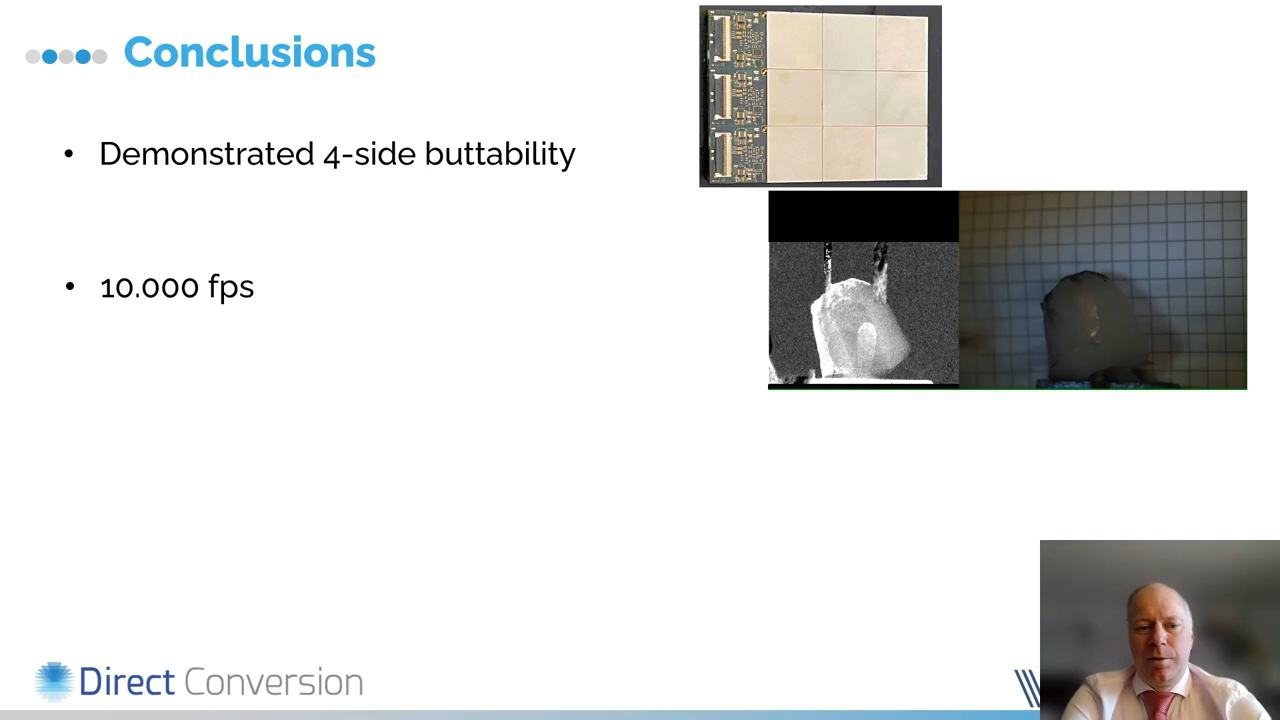 Conclusions
• Demonstrated 4-side buttability
• 10.000 fps
Direct Conversion